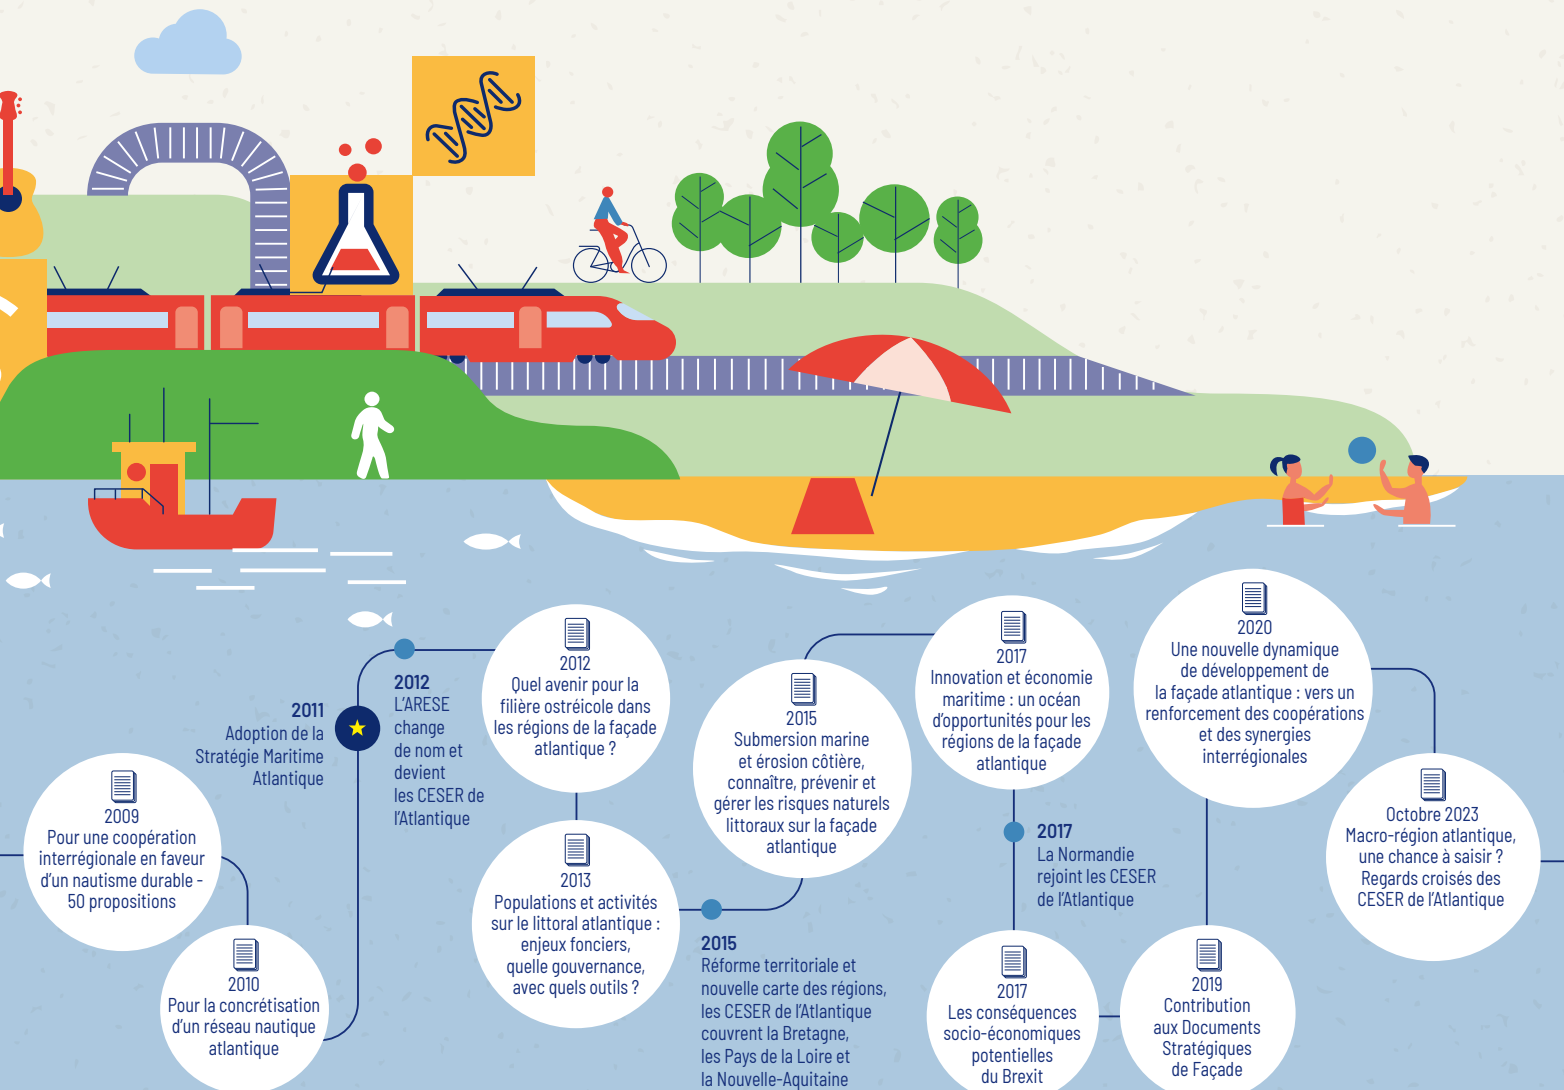 2009
Pour une coopération
interrégionale en faveur
d'un nautisme durable -
50 propositions
2010
Pour la concrétisation
d'un réseau nautique
atlantique
2011
Adoption de la
Stratégie Maritime
Atlantique
2012
L'ARESE
change
de nom et
devient
les CESER de
l'Atlantique
2012
Quel avenir pour la
filière ostréicole dans
les régions de la façade
atlantique ?
2013
Populations et activités
sur le littoral atlantique :
enjeux fonciers,
quelle gouvernance,
avec quels outils ?
2015
Réforme territoriale et
nouvelle carte des régions,
les CESER de l'Atlantique
couvrent la Bretagne,
les Pays de la Loire et
la Nouvelle-Aquitaine
2015
Submersion marine
et érosion côtière,
connaître, prévenir et
gérer les risques naturels
littoraux sur la façade
atlantique
2017
Innovation et économie
maritime : un océan
d'opportunités pour les
régions de la façade
atlantique
2017
La Normandie
rejoint les CESER
de l'Atlantique
2017
Les conséquences
socio-économiques
potentielles
du Brexit
2019
Contribution
aux Documents
Stratégiques
de Façade
2020
Une nouvelle dynamique
de développement de
la façade atlantique : vers un
renforcement des coopérations
et des synergies
interrégionales
Octobre 2023
Macro-région atlantique,
une chance à saisir ?
Regards croisés des
CESER de l'Atlantique